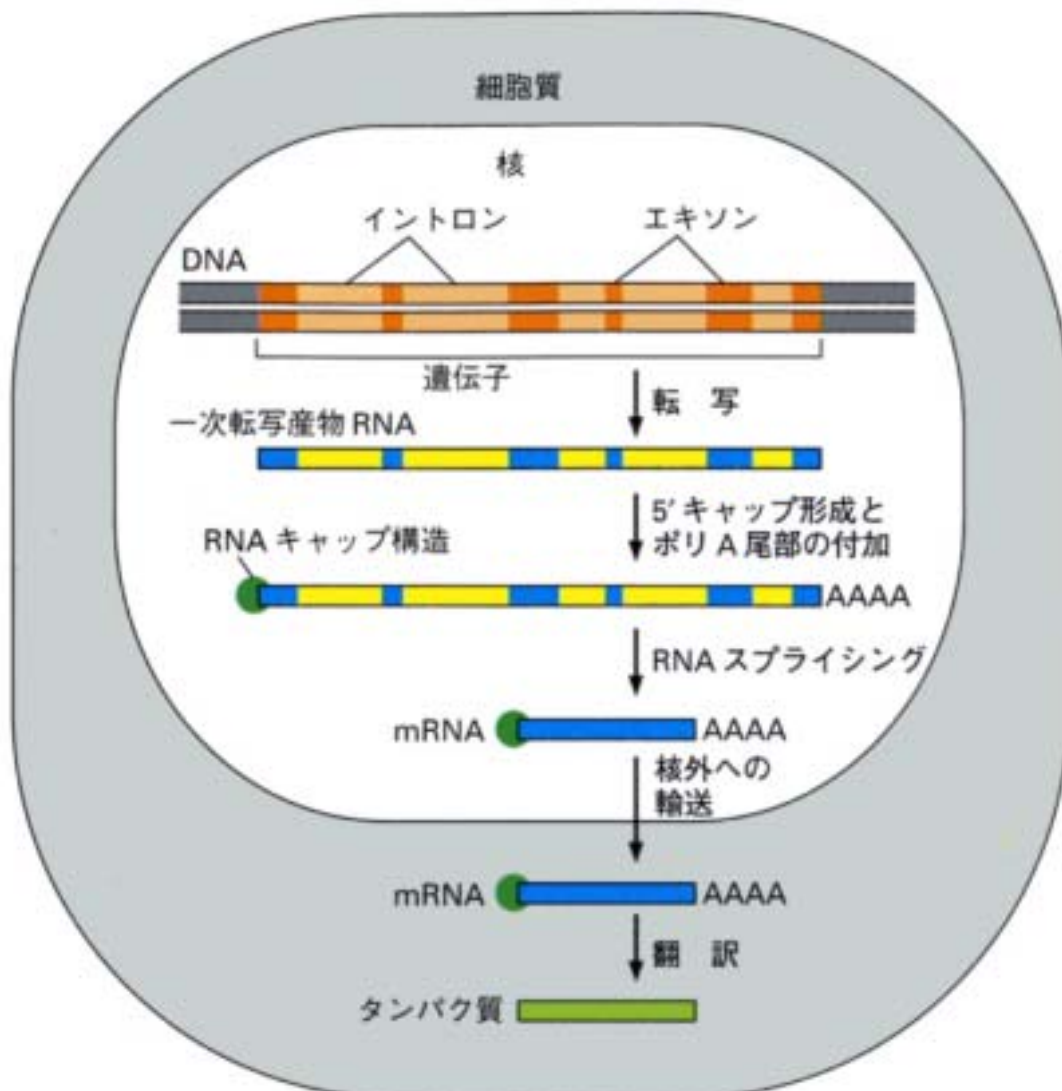 細胞質
核
イントロン
エキソン
DNA
遺伝子
転 写
一次転写産物 RNA
5′ キャップ形成と
ポリ A 尾部の付加
RNA キャップ構造
AAAA
RNA スプライシング
mRNA
AAAA
核外への
輸送
mRNA
AAAA
翻 訳
タンパク質